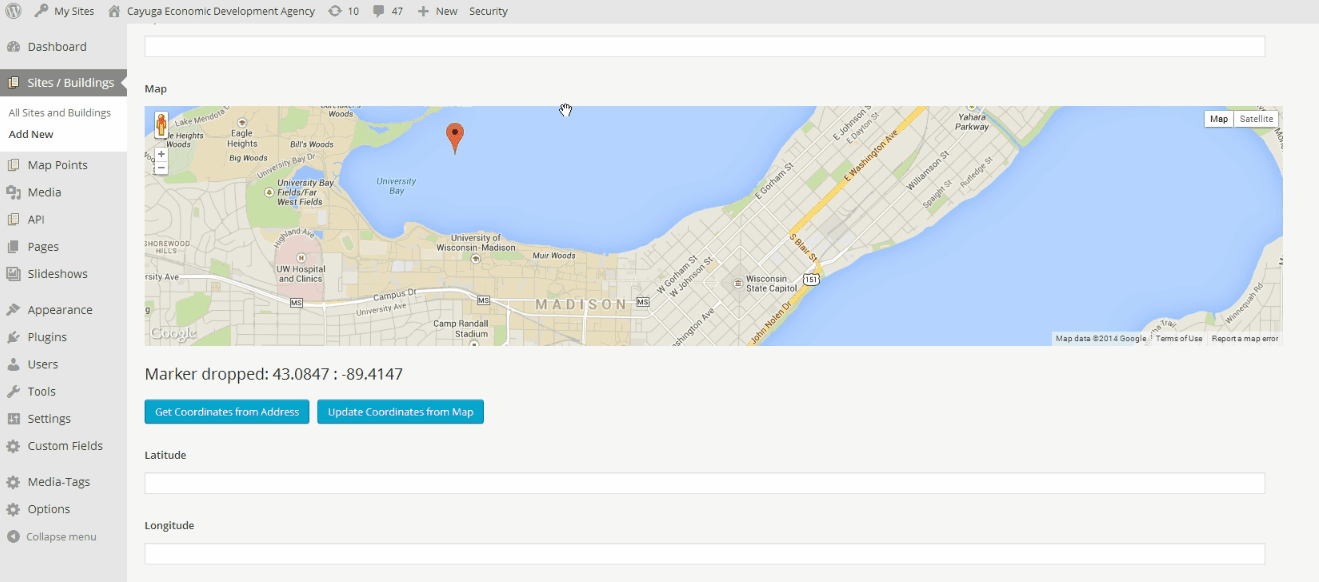 My Sites
Cayuga Economic Development Agency
10
47
New
Security
Dashboard
Sites / Buildings
All Sites and Buildings
Add New
Map Points
Media
API
Pages
Slideshows
Appearance
Plugins
Users
Tools
Settings
Custom Fields
Media-Tags
Options
Collapse menu
Map
Lake Mendota
Woods
Eagle
Heights
Heights
Woods
Big Woods
Bill's Woods
University Bay Dr
University Bay
Fields/Far
West Fields
University
Bay
Highland Ave
SHOREWOOD
HILLS
UW Hospital
and Clinics
University of
Wisconsin-Madison
Muir Woods
MS
Campus Dr
University Ave
MS
MADISON
MS
Camp Randall
Stadium
W Gorham St
W Johnson St
Wisconsin
State Capitol
151
S Blair St
John Nolen Dr
E Gorham St
E Johnson St
E Dayton St
E Washington Ave
Williamson St
Spaight St
Rutledge St
Yahara
Parkway
Winnequah Rd
Map
Satellite
+
−
Google
Map data ©2014 Google
Terms of Use
Report a map error
Marker dropped: 43.0847 : -89.4147
Get Coordinates from Address
Update Coordinates from Map
Latitude
Longitude